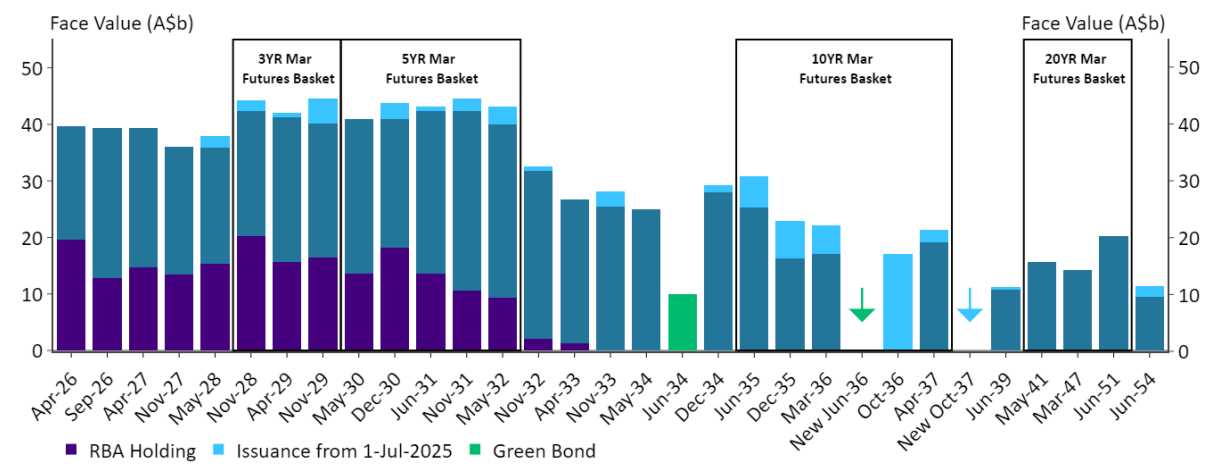 Face Value (A$b)
Face Value (A$b)
3YR Mar
Futures Basket
5YR Mar
Futures Basket
10YR Mar
Futures Basket
20YR Mar
Futures Basket
50
40
30
20
10
0
50
40
30
20
10
0
Apr-26
Sep-26
Apr-27
Nov-27
May-28
Nov-28
Apr-29
Nov-29
May-30
Dec-30
Jun-31
Nov-31
May-32
Nov-32
Apr-33
Nov-33
May-34
Jun-34
Dec-34
Jun-35
Dec-35
Mar-36
New Jun-36
Oct-36
Apr-37
New Oct-37
Jun-39
May-41
Mar-47
Jun-51
Jun-54
RBA Holding
Issuance from 1-Jul-2025
Green Bond